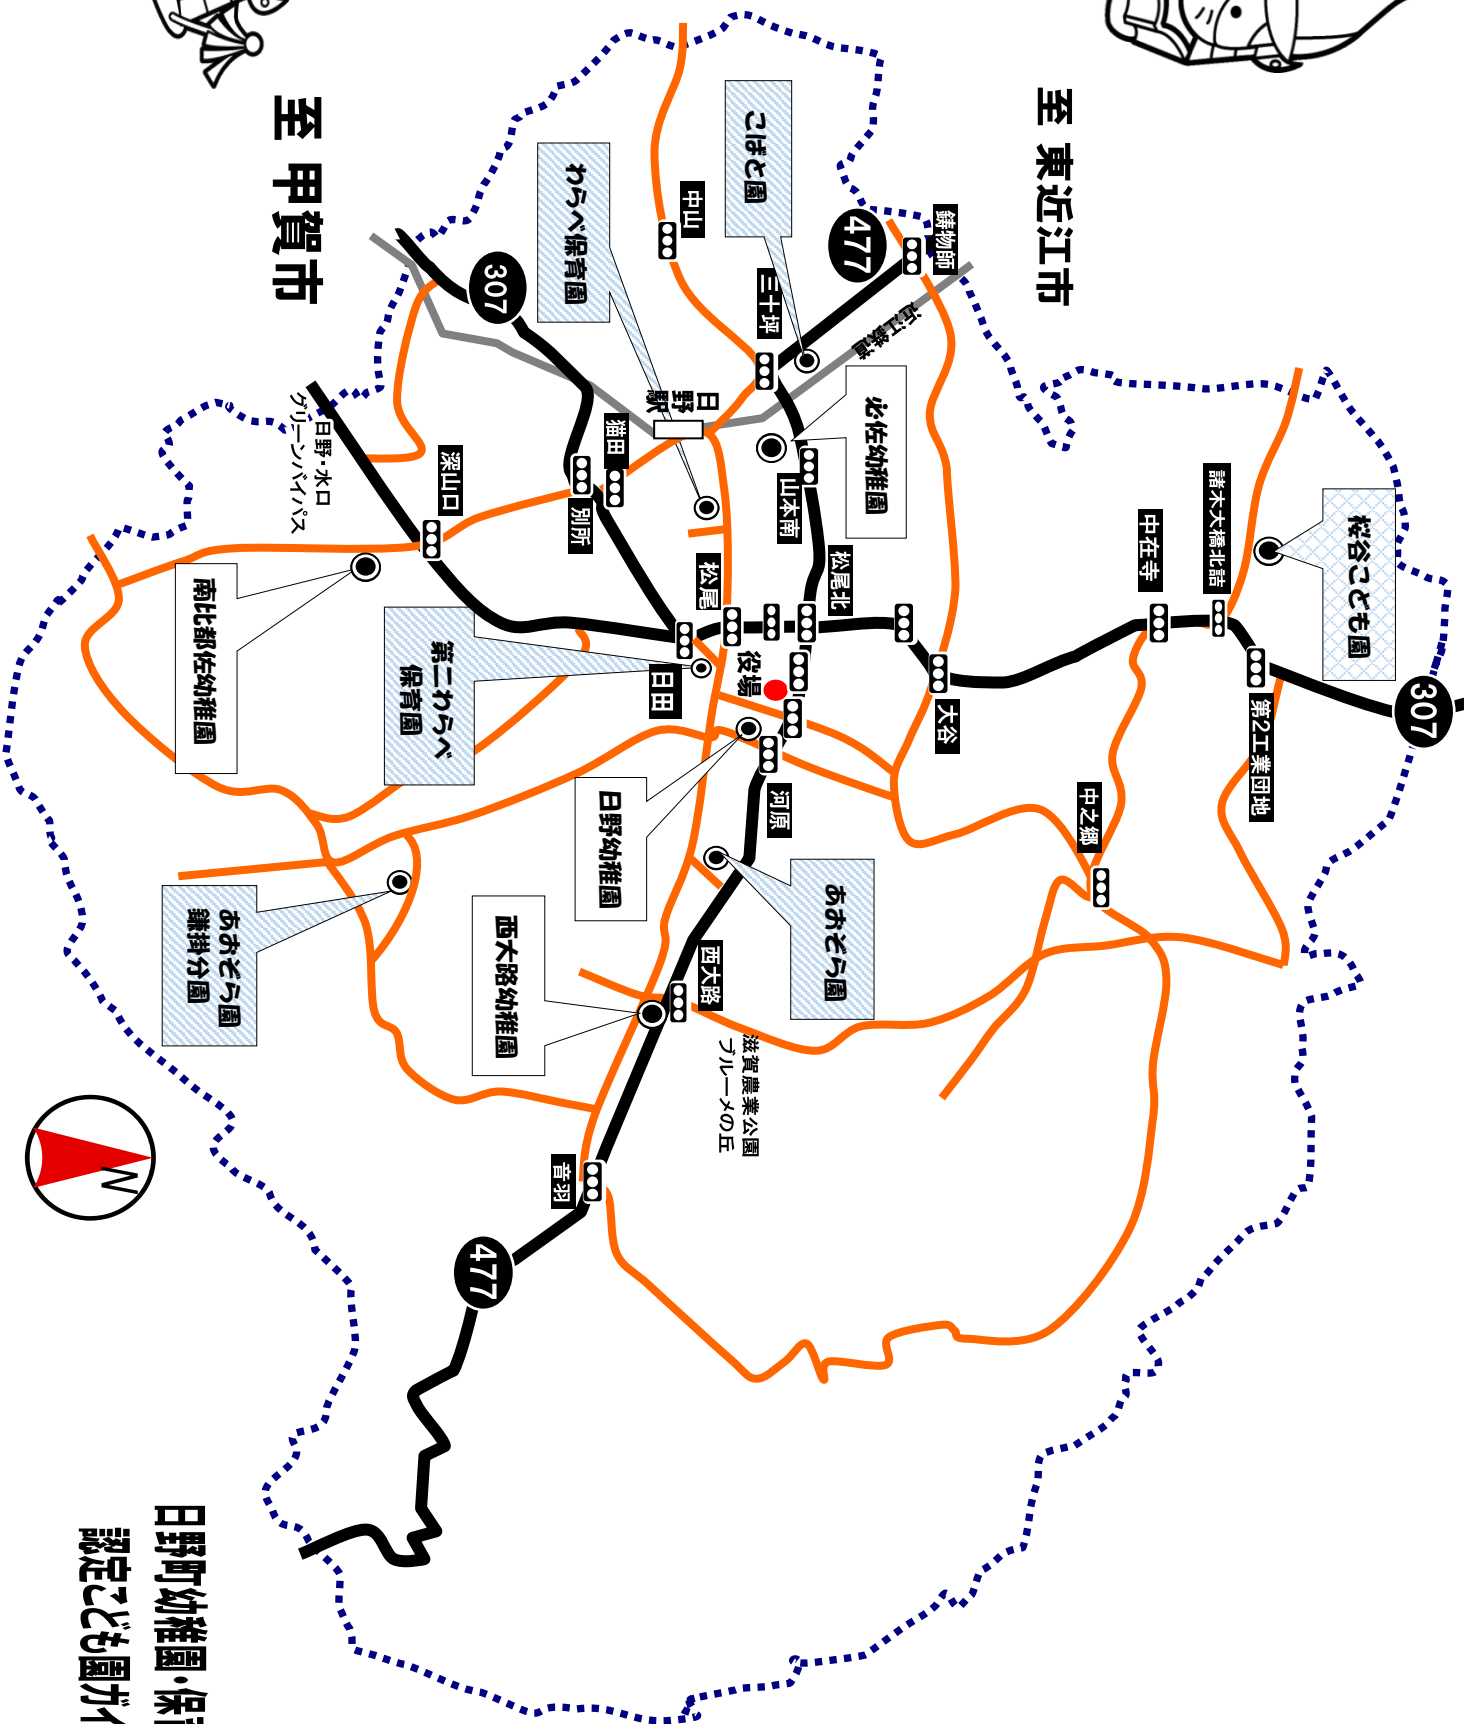 日野町幼稚園・保
認定こども園ガイ
至 東近江市
至 甲賀市
307
第2工業団地
諸木大橋北詰
桜谷こども園
中在寺
中之郷
大谷
鋳物師
477
近江鉄道
こばと園
三十坪
中山
必佐幼稚園
山本南
松尾北
わらべ保育園
日野駅
猫田
別所
松尾
役場
河原
あおぞら園
日野幼稚園
日田
第二わらべ
保育園
307
深山口
日野・水口
グリーンバイパス
南比都佐幼稚園
あおぞら園
鎌掛分園
西大路幼稚園
西大路
滋賀農業公園
ブルーメの丘
音羽
477
N